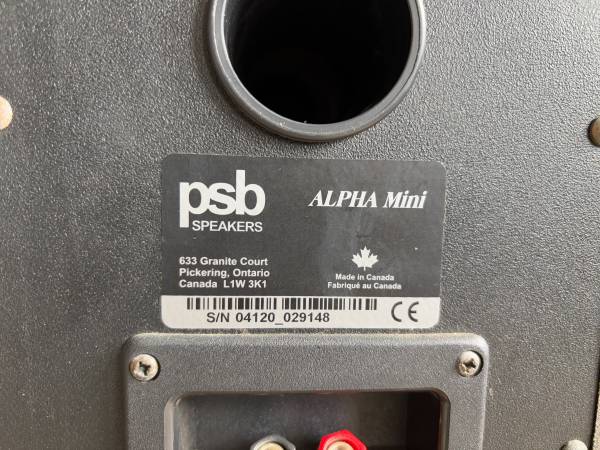 psb
SPEAKERS
ALPHA Mini
633 Granite Court
Pickering, Ontario
Canada L1W 3K1
Made in Canada
Fabriqué au Canada
S/N 04120_029148
CE